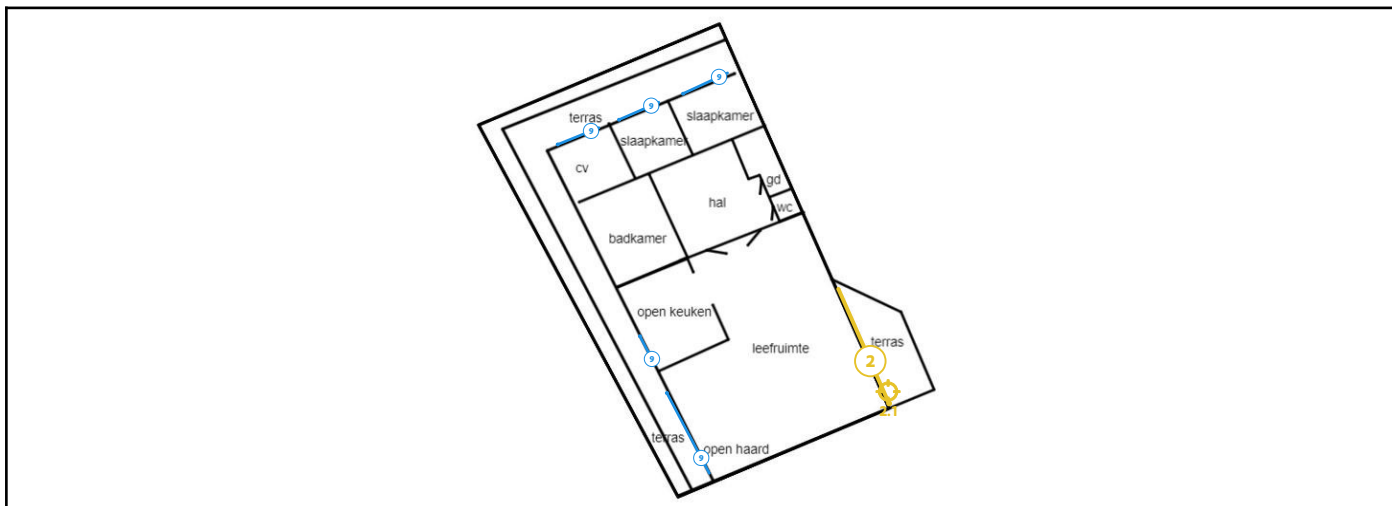 9
9
slaapkamer
terras
9
slaapkamer
cv
gd
hal
wc
badkamer
open keuken
terras
leefruimte
9
2
2.1
terras
open haard
9